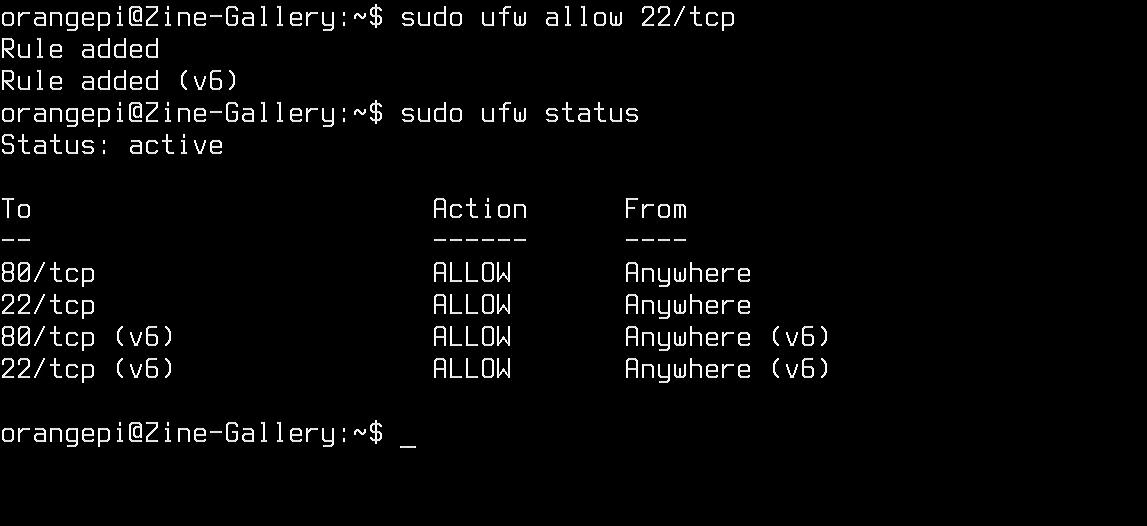 orangepi@Zine-Gallery:~$ sudo ufw allow 22/tcp
Rule added
Rule added (v6)
orangepi@Zine-Gallery:~$ sudo ufw status
Status: active
To                         Action      From
--                         ------      ----
80/tcp                     ALLOW       Anywhere
22/tcp                     ALLOW       Anywhere
80/tcp (v6)                ALLOW       Anywhere (v6)
22/tcp (v6)                ALLOW       Anywhere (v6)
orangepi@Zine-Gallery:~$ _